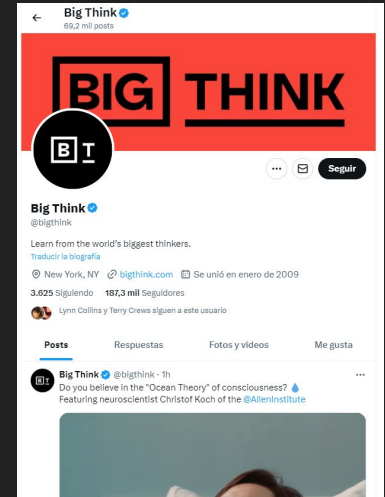 Big Think
69,2 mil posts
BIG THINK
B T
Seguir
Big Think
@bigthink
Learn from the world's biggest thinkers.
Traducir la biografía
New York, NY bigthink.com Se unió en enero de 2009
3.625 Siguiendo 187,3 mil Seguidores
Lynn Collins y Terry Crews siguen a este usuario
Posts Respuestas Fotos y videos Me gusta
B T
Big Think @bigthink · 1h
Do you believe in the "Ocean Theory" of consciousness?
Featuring neuroscientist Christof Koch of the @AllenInstitute